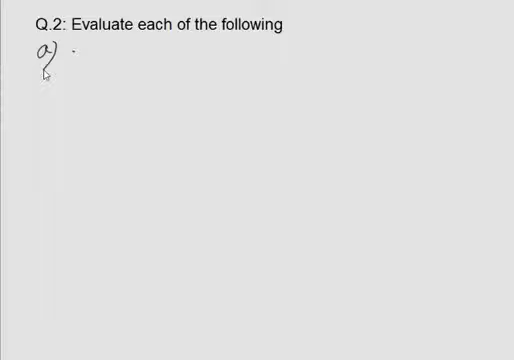 Q.2: Evaluate each of the following
a)